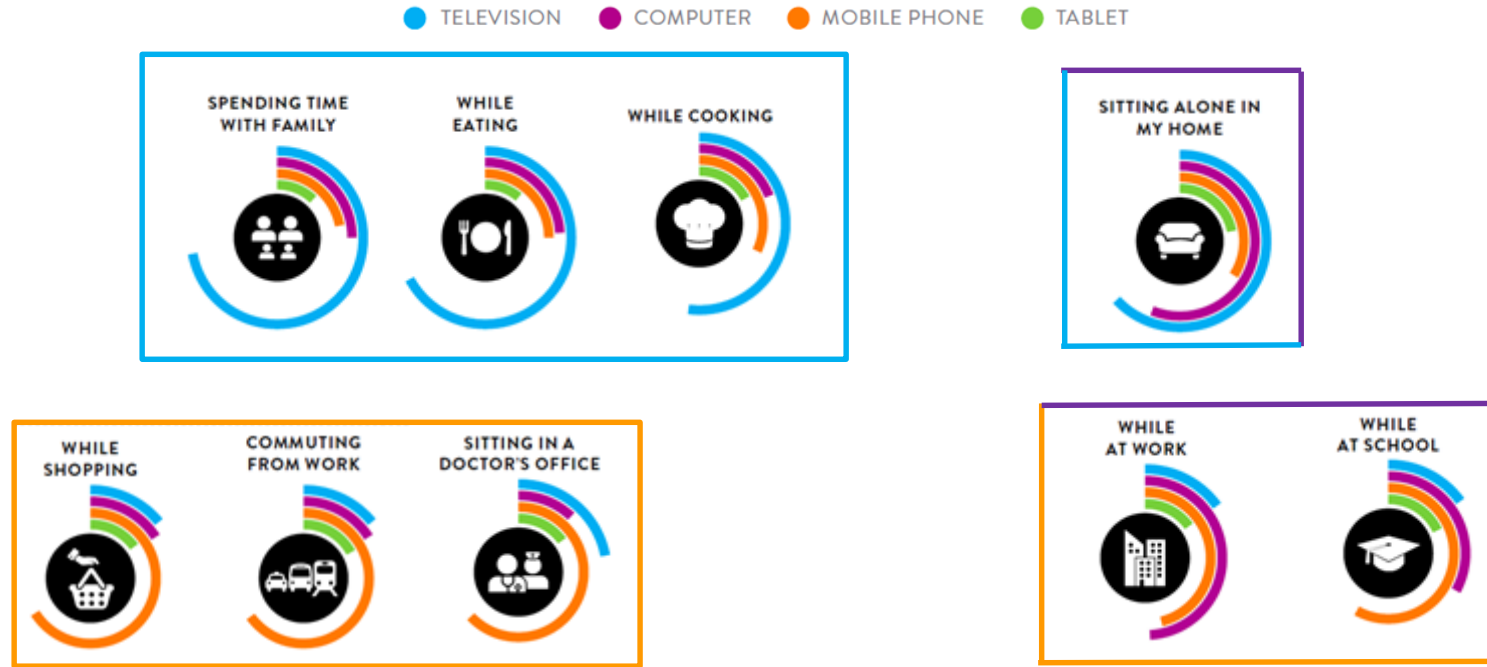 TELEVISION COMPUTER MOBILE PHONE TABLET
SPENDING TIME
WITH FAMILY
WHILE
EATING
WHILE COOKING
SITTING ALONE IN
MY HOME
WHILE
SHOPPING
COMMUTING
FROM WORK
SITTING IN A
DOCTOR'S OFFICE
WHILE
AT WORK
WHILE
AT SCHOOL